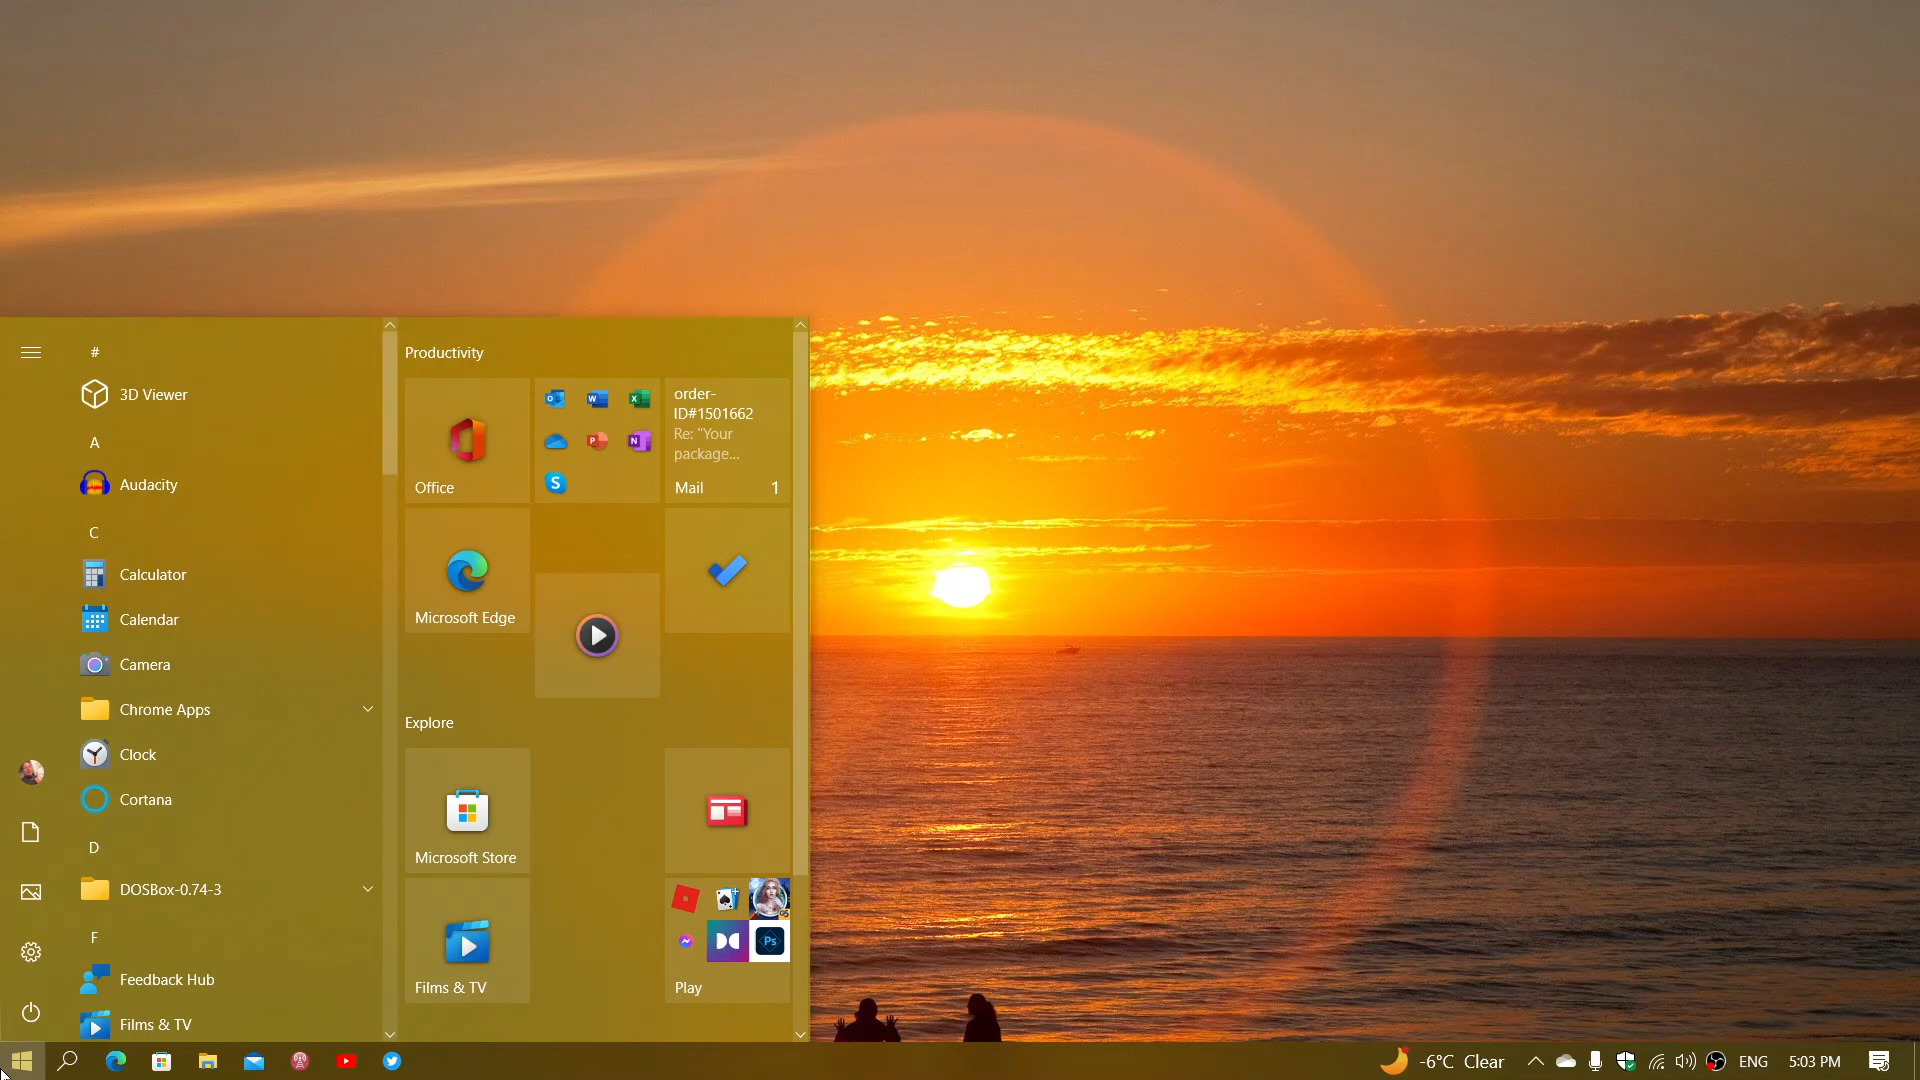 #
3D Viewer
A
Audacity
C
Calculator
Calendar
Camera
Chrome Apps
Clock
Cortana
D
DOSBox-0.74-3
F
Feedback Hub
Films & TV
Productivity
Office
order-
ID#1501662
Re: "Your
package...
Mail 1
Microsoft Edge
Explore
Microsoft Store
Films & TV
Play
-6°C Clear
ENG
5:03 PM